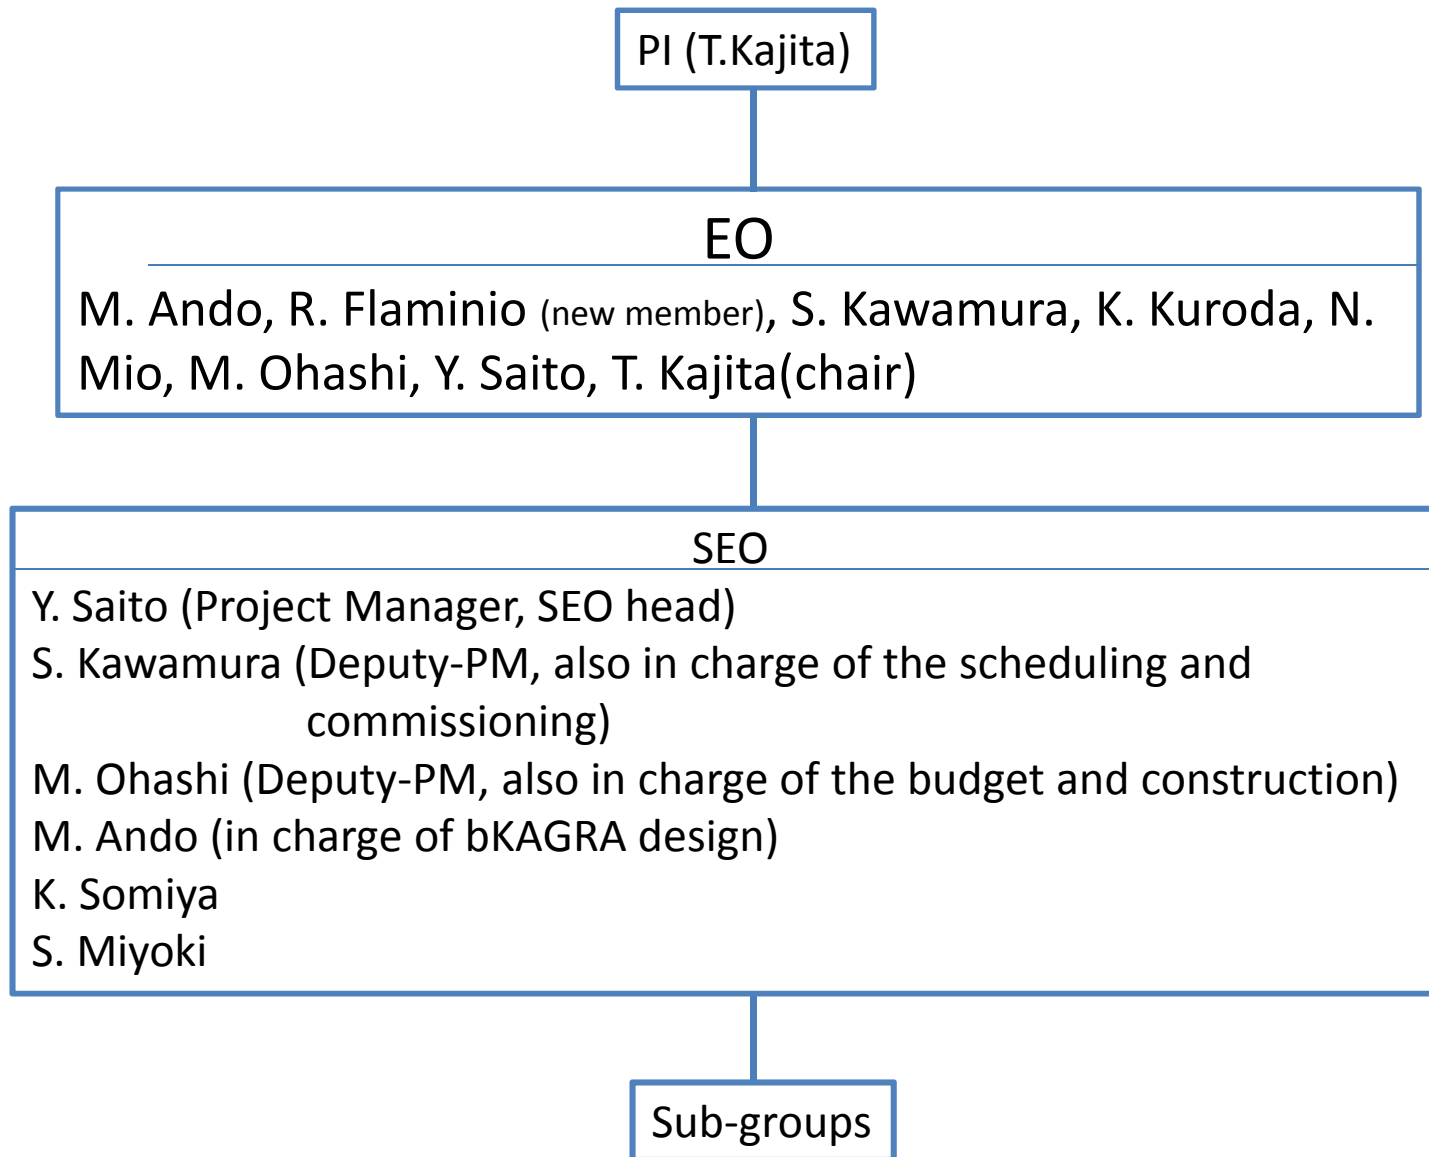 PI (T.Kajita)
EO
M. Ando, R. Flaminio (new member), S. Kawamura, K. Kuroda, N.
Mio, M. Ohashi, Y. Saito, T. Kajita(chair)
SEO
Y. Saito (Project Manager, SEO head)
S. Kawamura (Deputy-PM, also in charge of the scheduling and
commissioning)
M. Ohashi (Deputy-PM, also in charge of the budget and construction)
M. Ando (in charge of bKAGRA design)
K. Somiya
S. Miyoki
Sub-groups